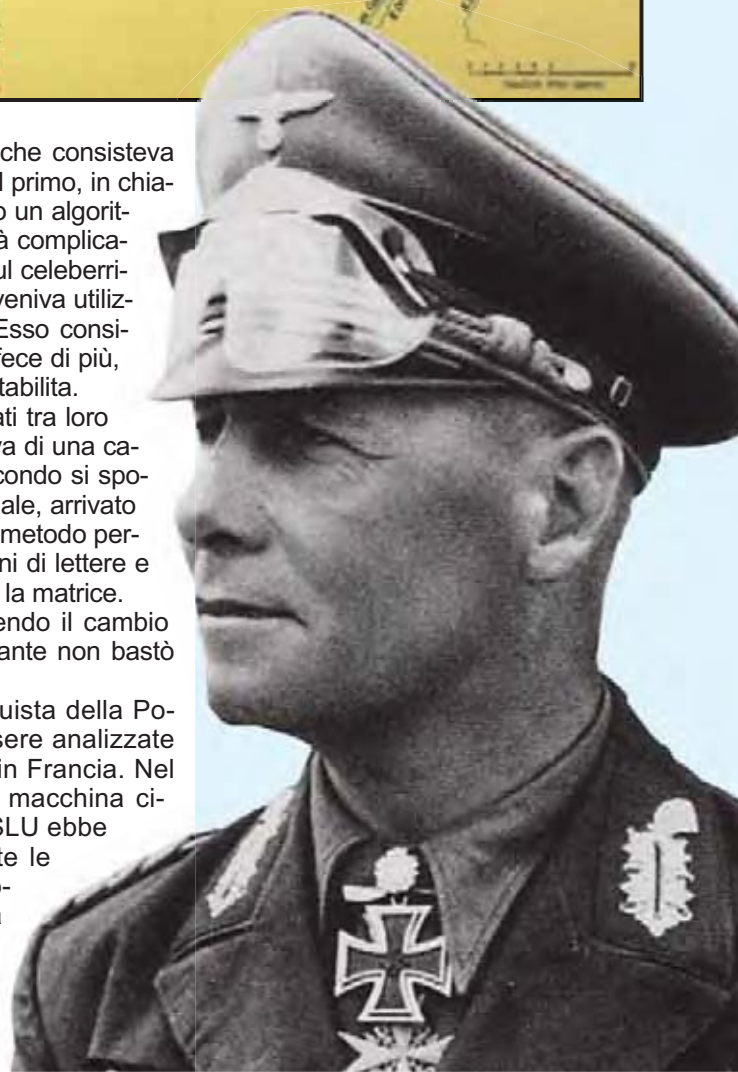 che consisteva
l primo, in chia-
o un algorit-
à complica-
ul celeberri-
veniva utiliz-
Esso consi-
fece di più,
tabilita.
ati tra loro
va di una ca-
condo si spo-
ale, arrivato
metodo per-
ni di lettere e
la matrice.
endo il cambio
ante non bastò
uista della Po-
sere analizzate
in Francia. Nel
macchina ci-
SLU ebbe
te le